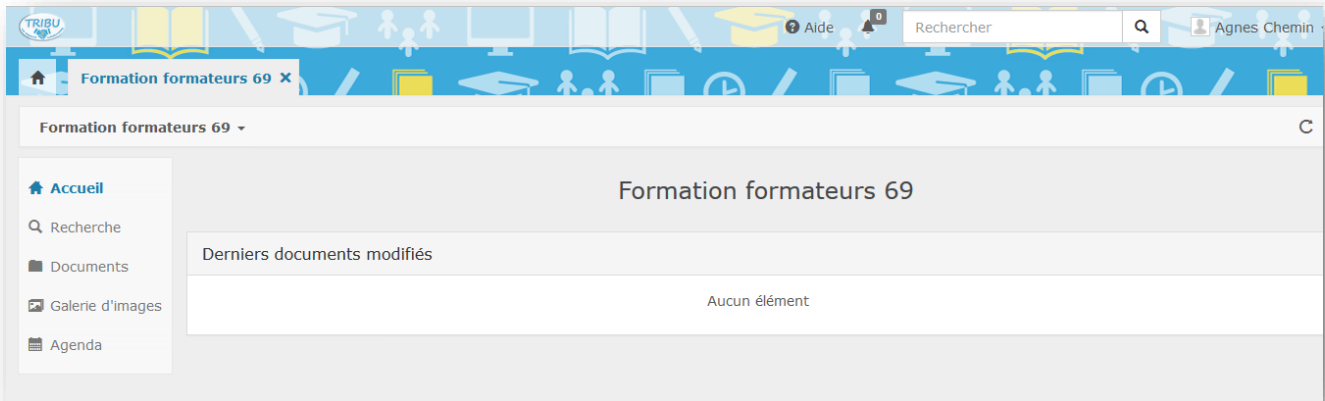 TRIBU
Aide 0 Rechercher Agnes Chemin
Formation formateurs 69
Formation formateurs 69
Accueil
Recherche
Documents
Galerie d'images
Agenda
Formation formateurs 69
Derniers documents modifiés
Aucun élément